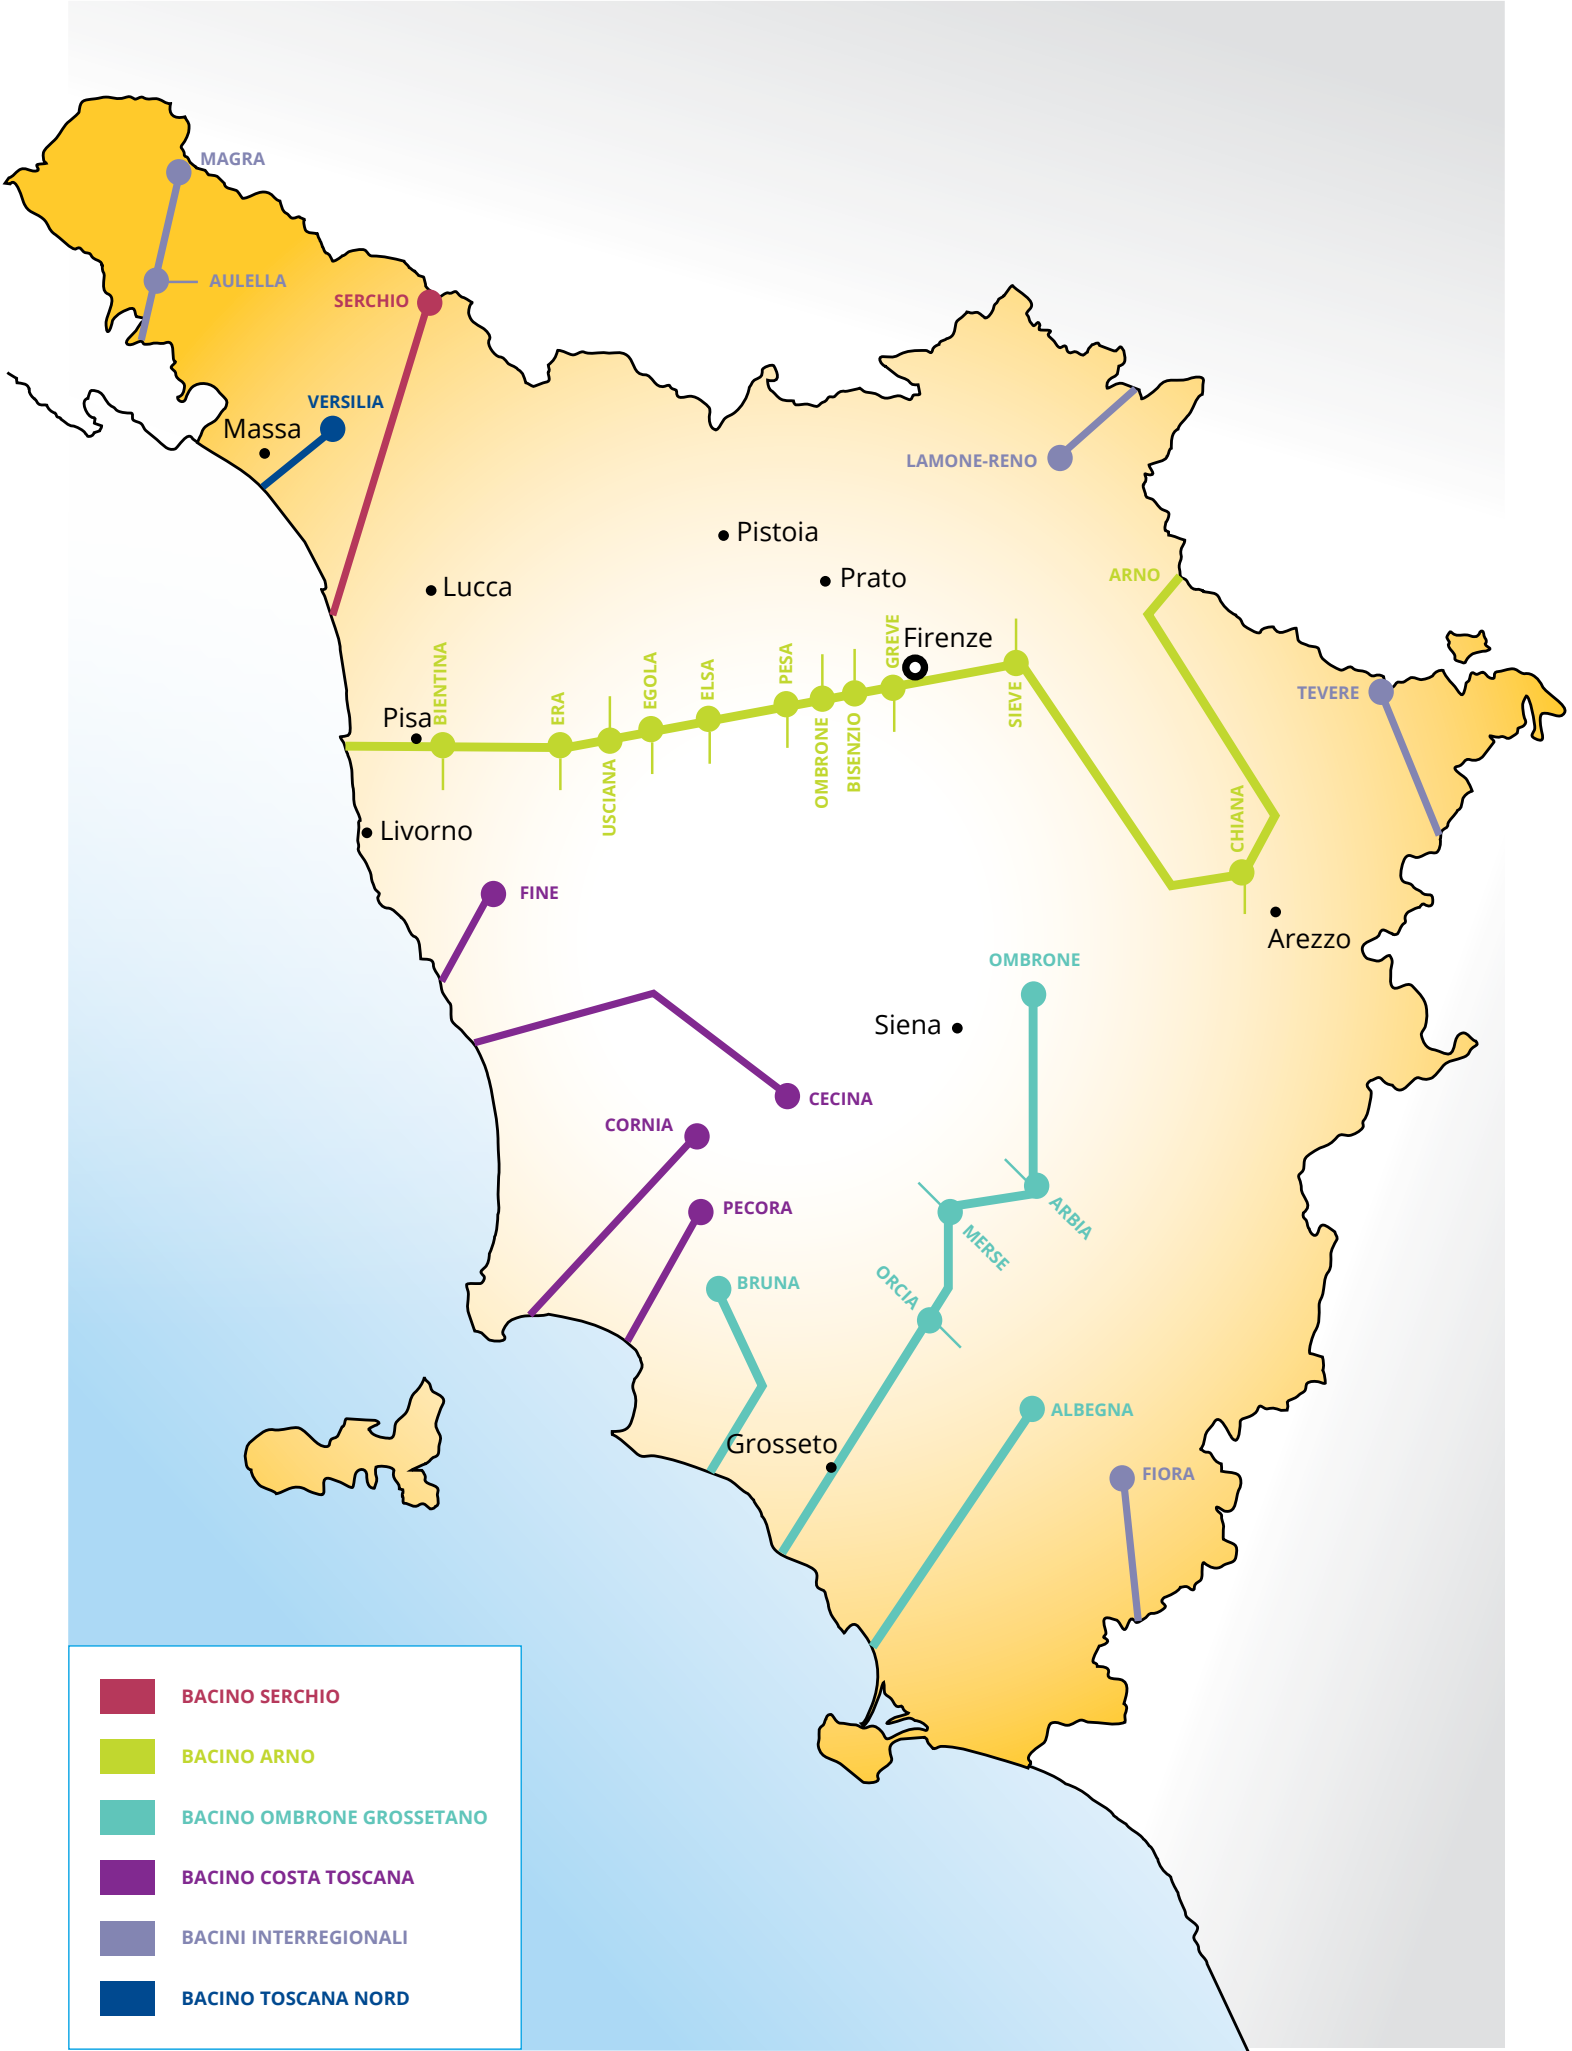 MAGRA
AULELLA
SERCHIO
VERSILIA
Massa
LAMONE-RENO
Pistoia
Prato
Lucca
ARNO
Firenze
GREVE
BIENTINA
ERA
USCIANA
EGOLA
ELSA
PESA
OMBRONE
BISENZIO
SIEVE
TEVERE
Pisa
CHIANA
Livorno
FINE
Arezzo
OMBRONE
Siena
CECINA
CORNIA
PECORA
ARBIA
MERSE
ORCIA
BRUNA
ALBEGNA
Grosseto
FIORA
BACINO SERCHIO
BACINO ARNO
BACINO OMBRONE GROSSETANO
BACINO COSTA TOSCANA
BACINI INTERREGIONALI
BACINO TOSCANA NORD